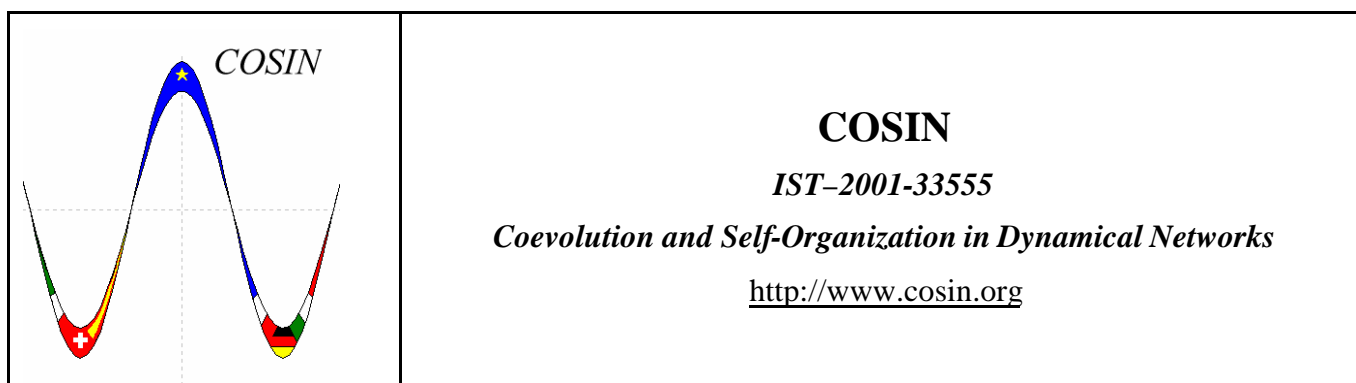 COSIN
COSIN
IST–2001-33555
Coevolution and Self-Organization in Dynamical Networks
http://www.cosin.org